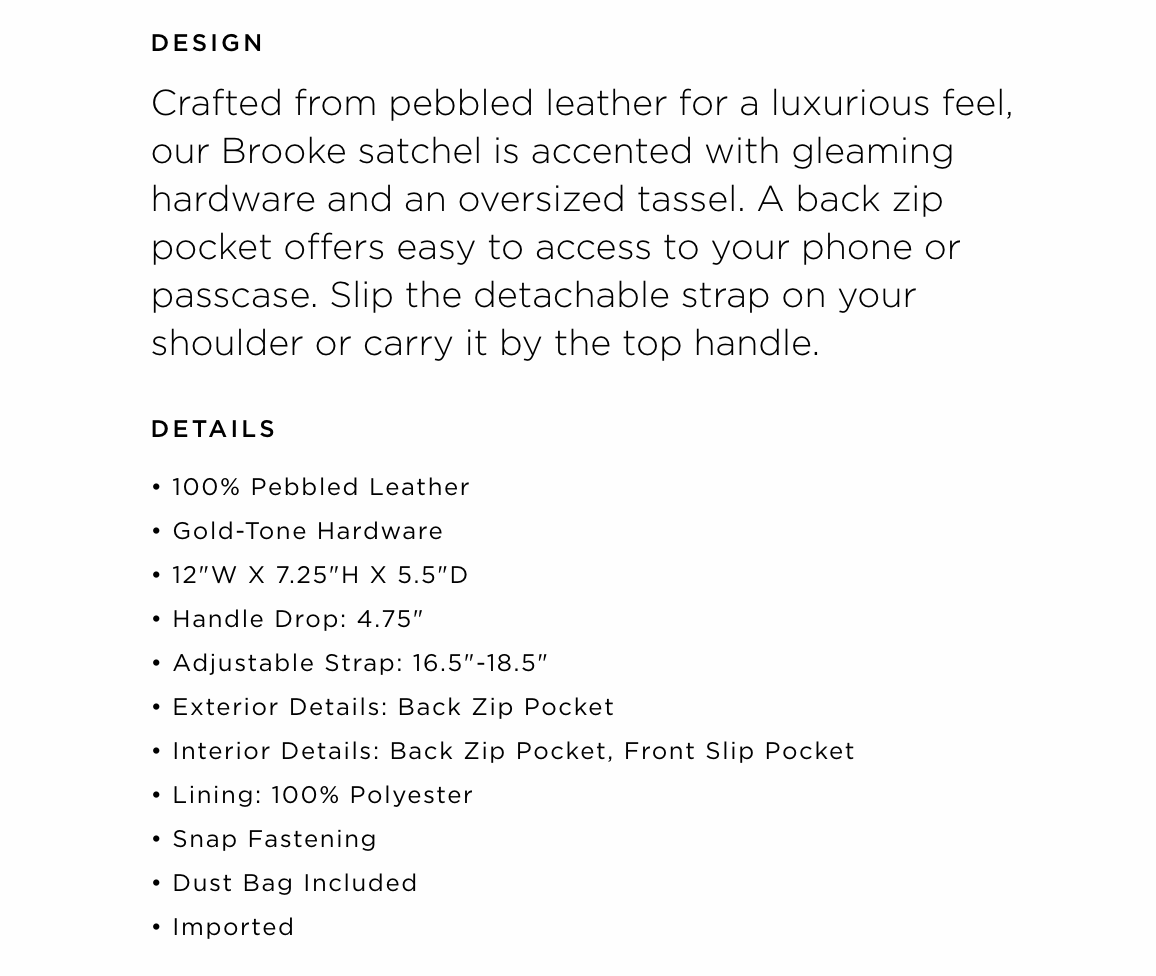 DESIGN
Crafted from pebbled leather for a luxurious feel,
our Brooke satchel is accented with gleaming
hardware and an oversized tassel. A back zip
pocket offers easy to access to your phone or
passcase. Slip the detachable strap on your
shoulder or carry it by the top handle.
DETAILS
• 100% Pebbled Leather
• Gold-Tone Hardware
• 12"W X 7.25"H X 5.5"D
• Handle Drop: 4.75"
• Adjustable Strap: 16.5"-18.5"
• Exterior Details: Back Zip Pocket
• Interior Details: Back Zip Pocket, Front Slip Pocket
• Lining: 100% Polyester
• Snap Fastening
• Dust Bag Included
• Imported